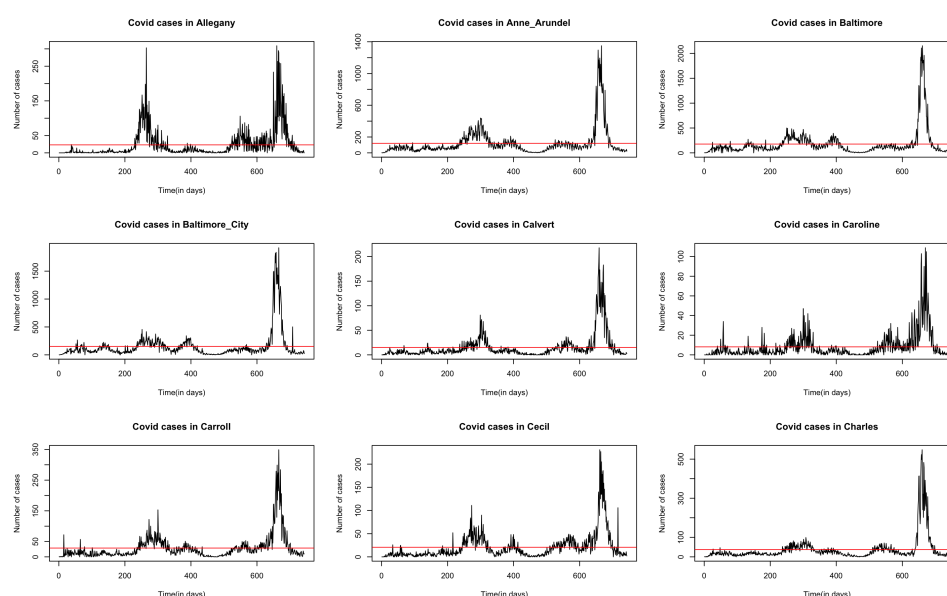 Covid cases in Allegany
Number of cases
0 50 150 250
0 200 400 600
Time(in days)
Covid cases in Anne_Arundel
Number of cases
0 200 600 1000 1400
0 200 400 600
Time(in days)
Covid cases in Baltimore
Number of cases
0 500 1000 1500 2000
0 200 400 600
Time(in days)
Covid cases in Baltimore_City
Number of cases
0 500 1000 1500
0 200 400 600
Time(in days)
Covid cases in Calvert
Number of cases
0 50 100 150 200
0 200 400 600
Time(in days)
Covid cases in Caroline
Number of cases
0 20 40 60 80 100
0 200 400 600
Time(in days)
Covid cases in Carroll
Number of cases
0 50 150 250 350
0 200 400 600
Time(in days)
Covid cases in Cecil
Number of cases
0 50 100 150 200
0 200 400 600
Time(in days)
Covid cases in Charles
Number of cases
0 100 300 500
0 200 400 600
Time(in days)